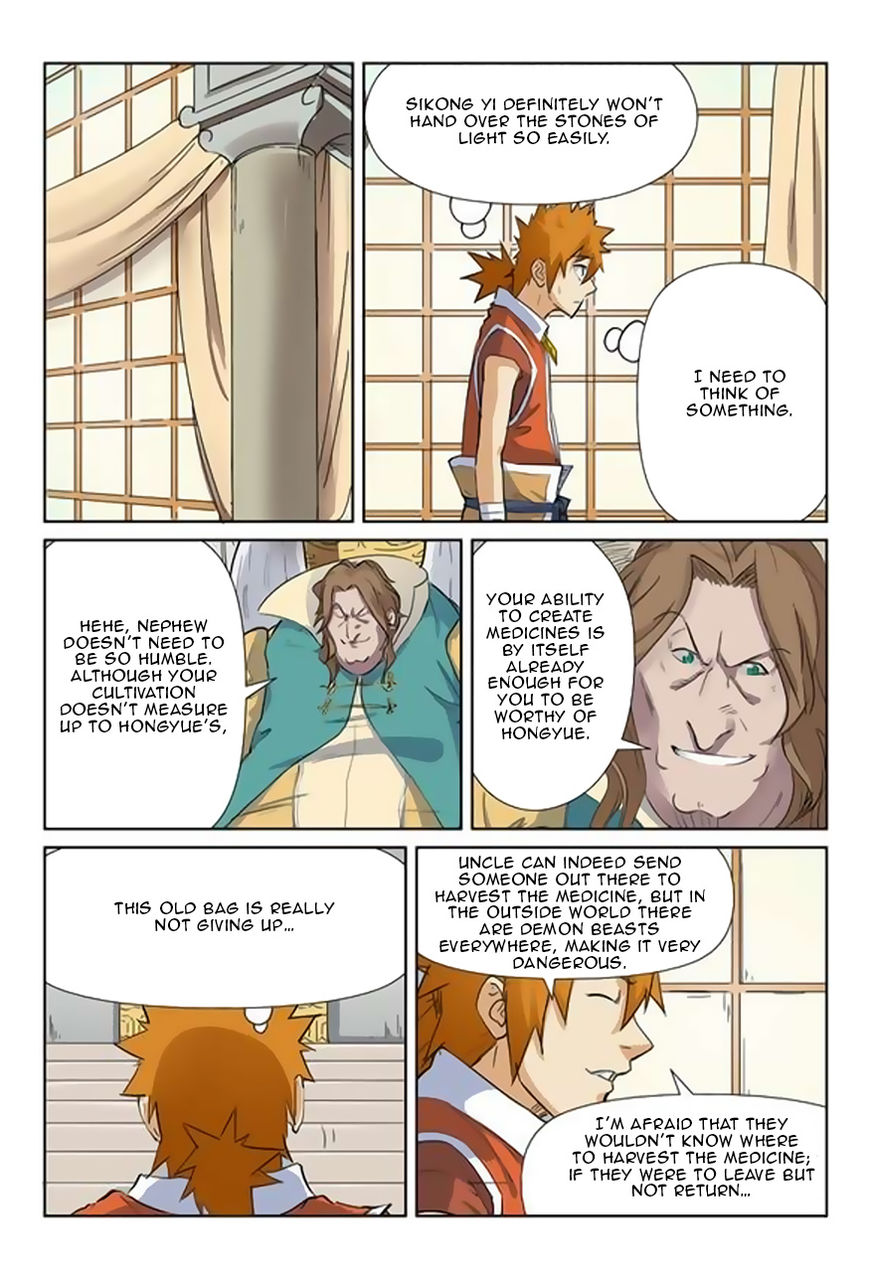 SIKONG YI DEFINITELY WON'T
HAND OVER THE STONES OF
LIGHT SO EASILY.
I NEED TO
THINK OF
SOMETHING.
HEHE, NEPHEW
DOESN'T NEED TO
BE SO HUMBLE.
ALTHOUGH YOUR
CULTIVATION
DOESN'T MEASURE
UP TO HONGYUE'S,
YOUR ABILITY
TO CREATE
MEDICINES IS
BY ITSELF
ALREADY
ENOUGH FOR
YOU TO BE
WORTHY OF
HONGYUE.
THIS OLD BAG IS REALLY
NOT GIVING UP...
UNCLE CAN INDEED SEND
SOMEONE OUT THERE TO
HARVEST THE MEDICINE, BUT IN
THE OUTSIDE WORLD THERE
ARE DEMON BEASTS
EVERYWHERE, MAKING IT VERY
DANGEROUS.
I'M AFRAID THAT THEY
WOULDN'T KNOW WHERE
TO HARVEST THE MEDICINE;
IF THEY WERE TO LEAVE BUT
NOT RETURN...